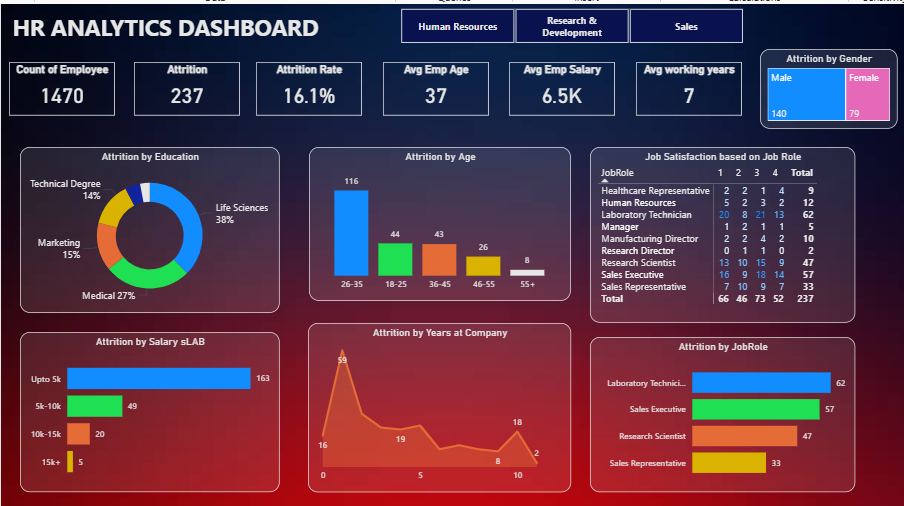 HR ANALYTICS DASHBOARD
Human Resources
Research &
Development
Sales
Count of Employee
1470
Attrition
237
Attrition Rate
16.1%
Avg Emp Age
37
Avg Emp Salary
6.5K
Avg working years
7
Attrition by Gender
Male
140
Female
79
Attrition by Education
Technical Degree
14%
Life Sciences
38%
Marketing
15%
Medical 27%
Attrition by Age
116
44
43
26
8
26-35 18-25 36-45 46-55 55+
Job Satisfaction based on Job Role
JobRole 1 2 3 4 Total
Healthcare Representative 2 2 1 4 9
Human Resources 5 2 3 2 12
Laboratory Technician 20 8 21 13 62
Manager 1 2 1 1 5
Manufacturing Director 2 2 4 2 10
Research Director 0 1 1 0 2
Research Scientist 13 10 15 9 47
Sales Executive 16 9 18 14 57
Sales Representative 7 10 9 7 33
Total 66 46 73 52 237
Attrition by Salary sLAB
Upto 5k 163
5k-10k 49
10k-15k 20
15k+ 5
Attrition by Years at Company
59
16
19
18
8
2
0 5 10
Attrition by JobRole
Laboratory Technici... 62
Sales Executive 57
Research Scientist 47
Sales Representative 33